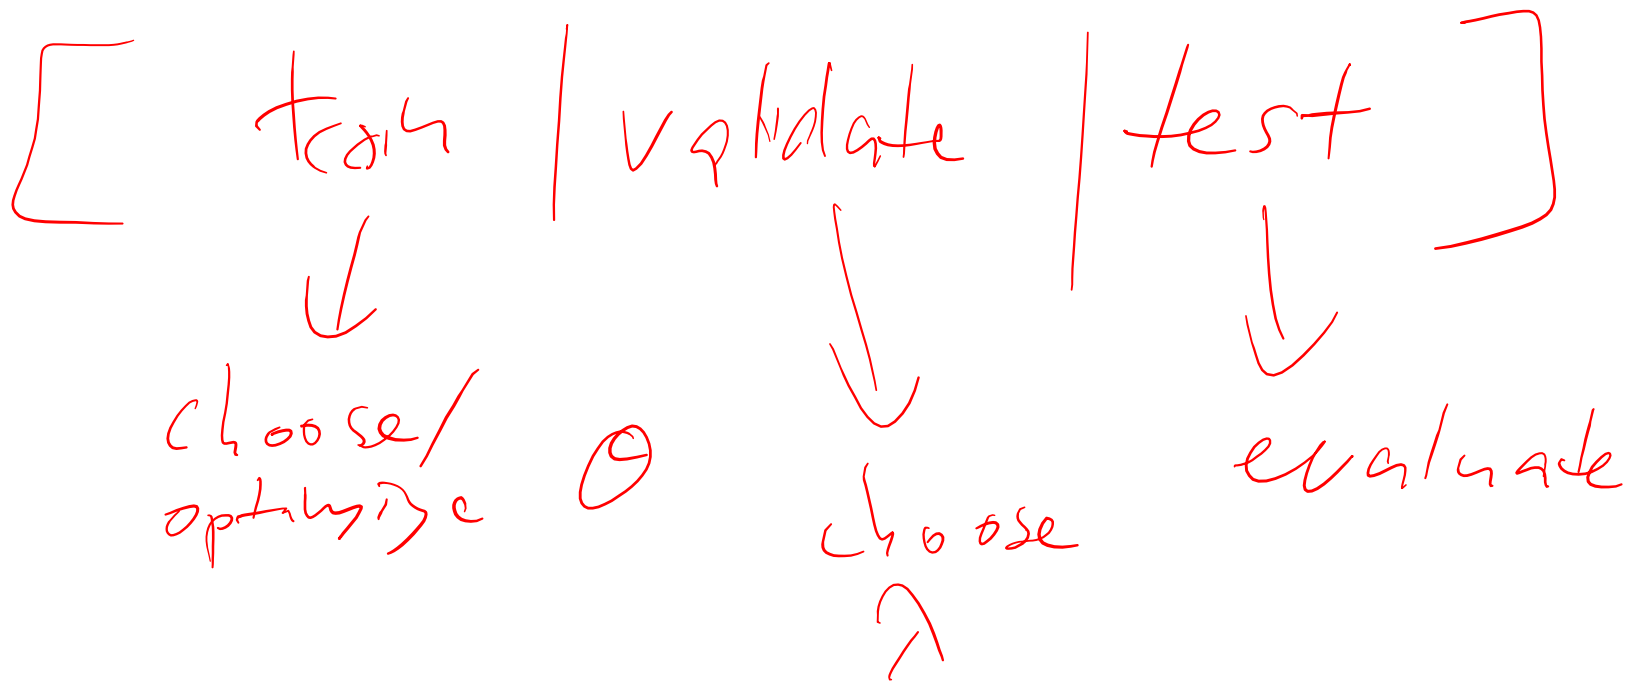 [ train | validate | test ]
choose/
optimize θ
choose
λ
evaluate